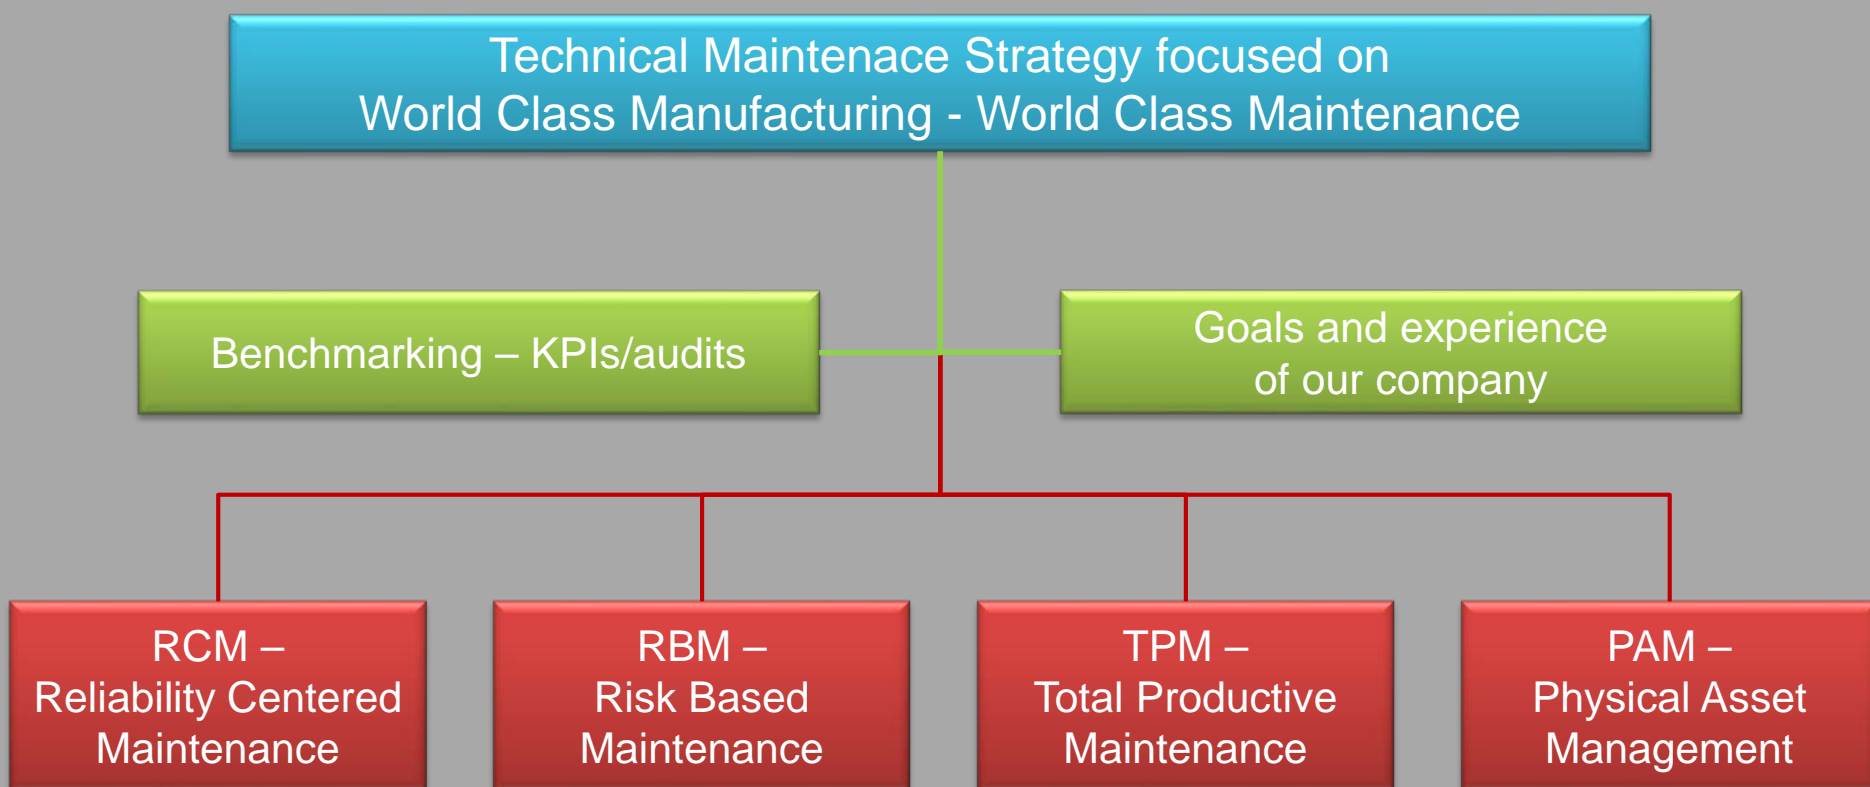 Technical Maintenace Strategy focused on
World Class Manufacturing - World Class Maintenance
Benchmarking – KPIs/audits
Goals and experience
of our company
RCM –
Reliability Centered
Maintenance
RBM –
Risk Based
Maintenance
TPM –
Total Productive
Maintenance
PAM –
Physical Asset
Management